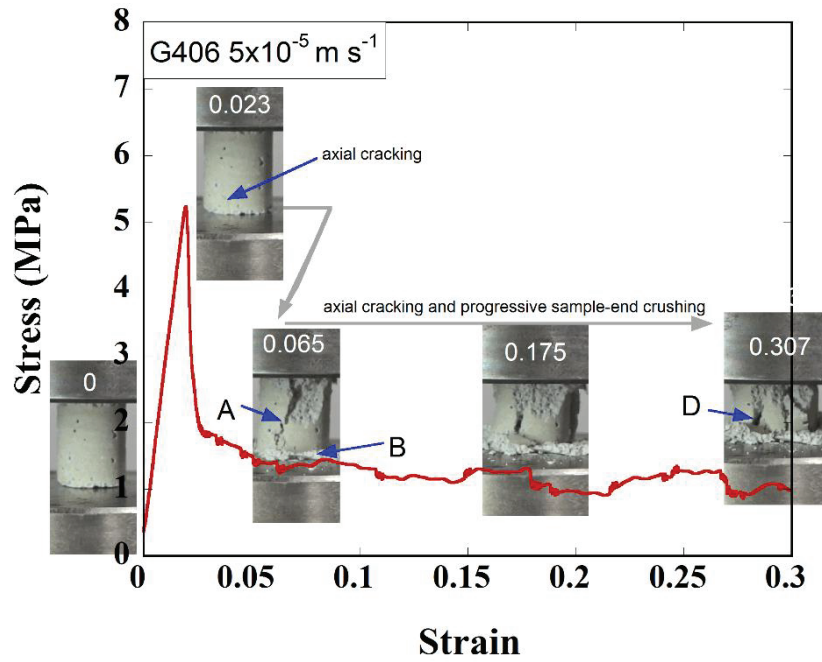 G406 5x10⁻⁵ m s⁻¹
0.023
axial cracking
axial cracking and progressive sample-end crushing
0
0.065
0.175
0.307
A
B
D
Stress (MPa)
8
7
6
5
4
3
2
1
0
0
0.05
0.1
0.15
0.2
0.25
0.3
Strain